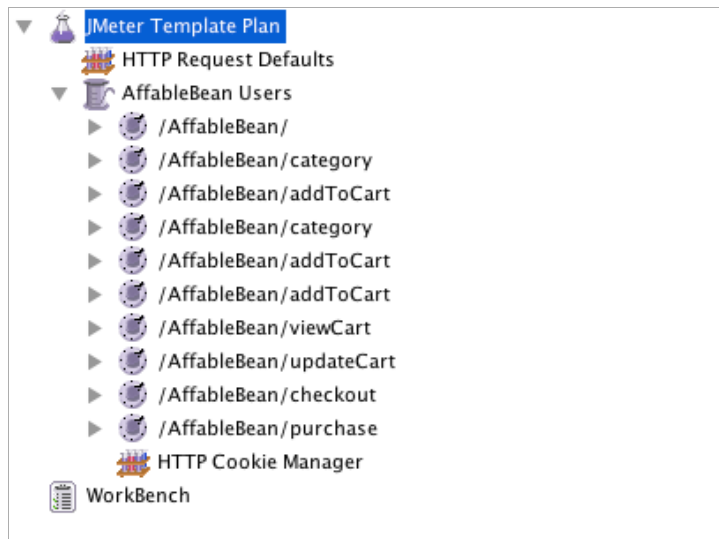 JMeter Template Plan
HTTP Request Defaults
AffableBean Users
/AffableBean/
/AffableBean/category
/AffableBean/addToCart
/AffableBean/category
/AffableBean/addToCart
/AffableBean/addToCart
/AffableBean/viewCart
/AffableBean/updateCart
/AffableBean/checkout
/AffableBean/purchase
HTTP Cookie Manager
WorkBench